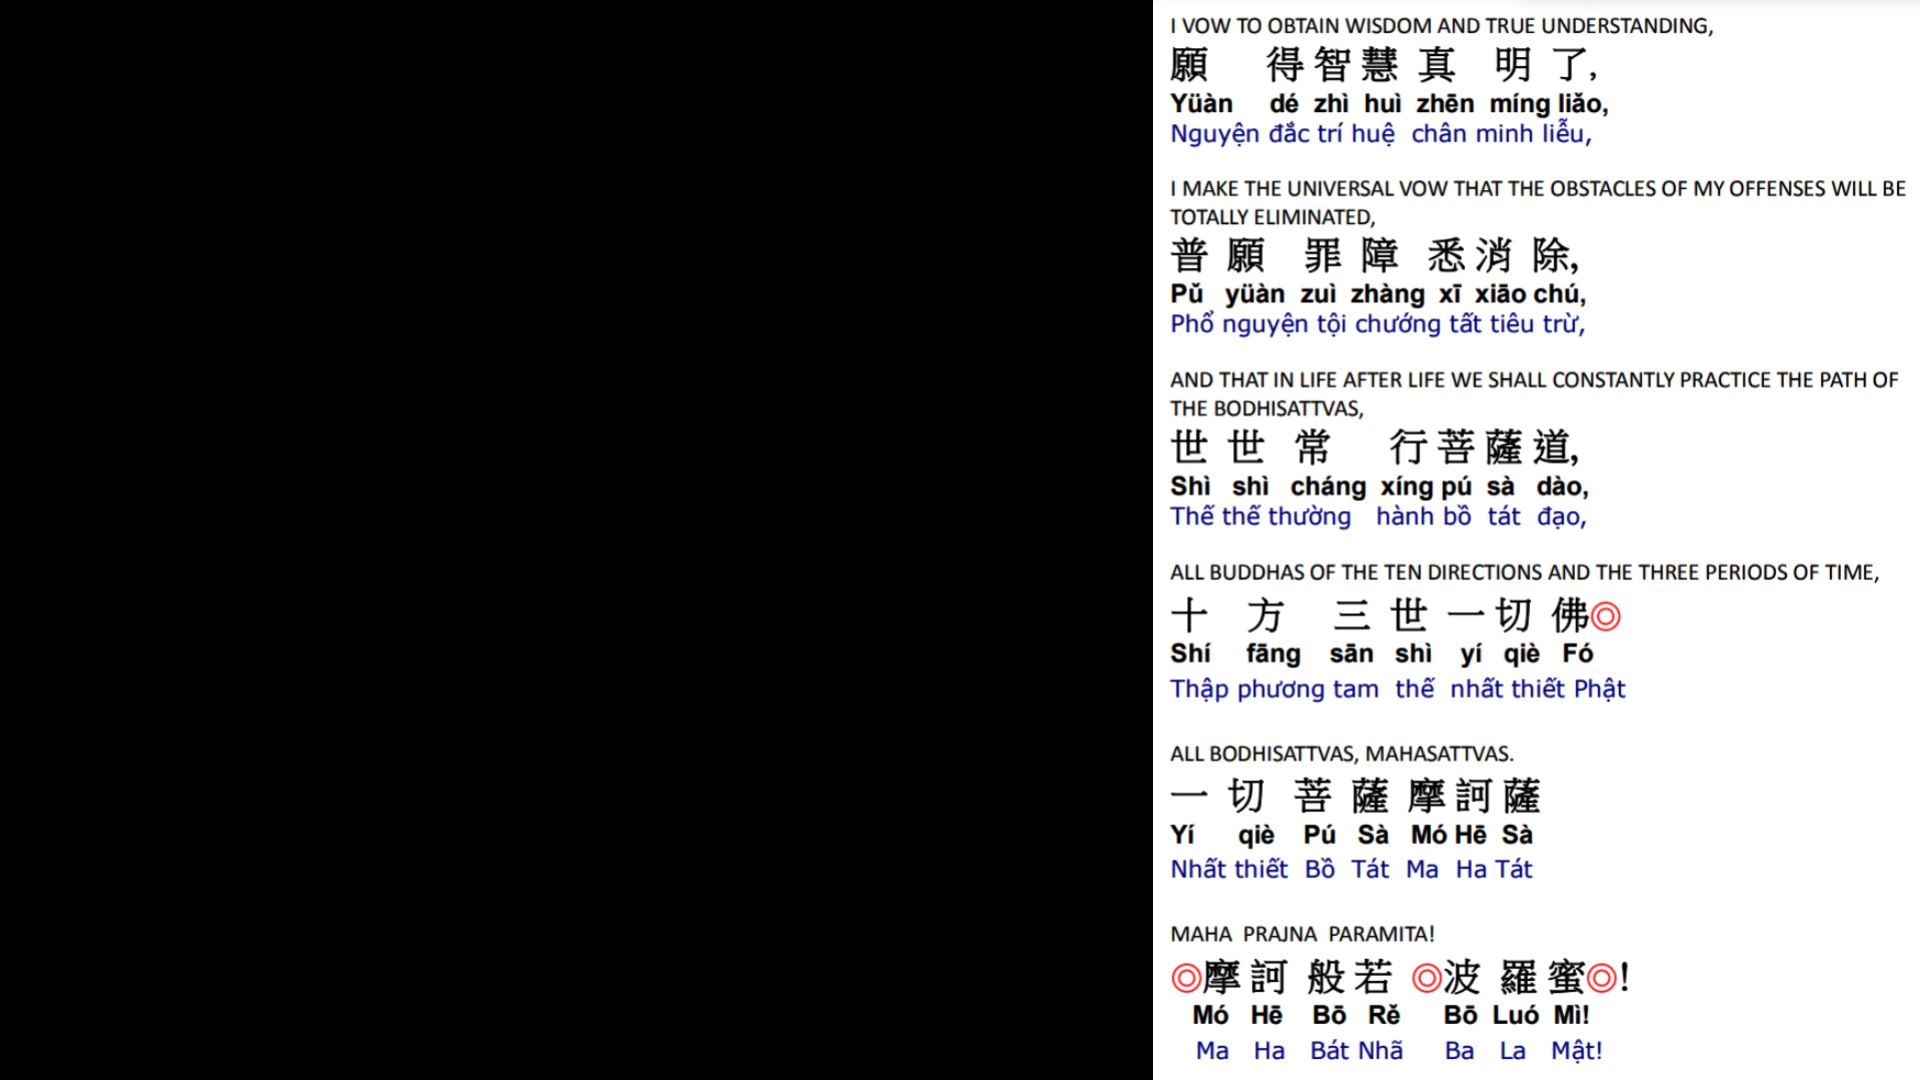 I VOW TO OBTAIN WISDOM AND TRUE UNDERSTANDING,
願 得 智 慧 真 明 了,
Yüàn dé zhì huì zhēn míng liǎo,
Nguyện đắc trí huệ chân minh liễu,
I MAKE THE UNIVERSAL VOW THAT THE OBSTACLES OF MY OFFENSES WILL BE
TOTALLY ELIMINATED,
普 願 罪 障 悉 消 除,
Pǔ yüàn zuì zhàng xī xiāo chú,
Phổ nguyện tội chướng tất tiêu trừ,
AND THAT IN LIFE AFTER LIFE WE SHALL CONSTANTLY PRACTICE THE PATH OF
THE BODHISATTVAS,
世 世 常 行 菩 薩 道,
Shì shì cháng xíng pú sà dào,
Thế thế thường hành bồ tát đạo,
ALL BUDDHAS OF THE TEN DIRECTIONS AND THE THREE PERIODS OF TIME,
十 方 三 世 一 切 佛◎
Shí fāng sān shì yí qiè Fó
Thập phương tam thế nhất thiết Phật
ALL BODHISATTVAS, MAHASATTVAS.
一 切 菩 薩 摩 訶 薩
Yí qiè Pú Sà Mó Hē Sà
Nhất thiết Bồ Tát Ma Ha Tát
MAHA PRAJNA PARAMITA!
◎摩 訶 般 若 ◎波 羅 蜜◎!
Mó Hē Bō Rě Bō Luó Mì!
Ma Ha Bát Nhã Ba La Mật!